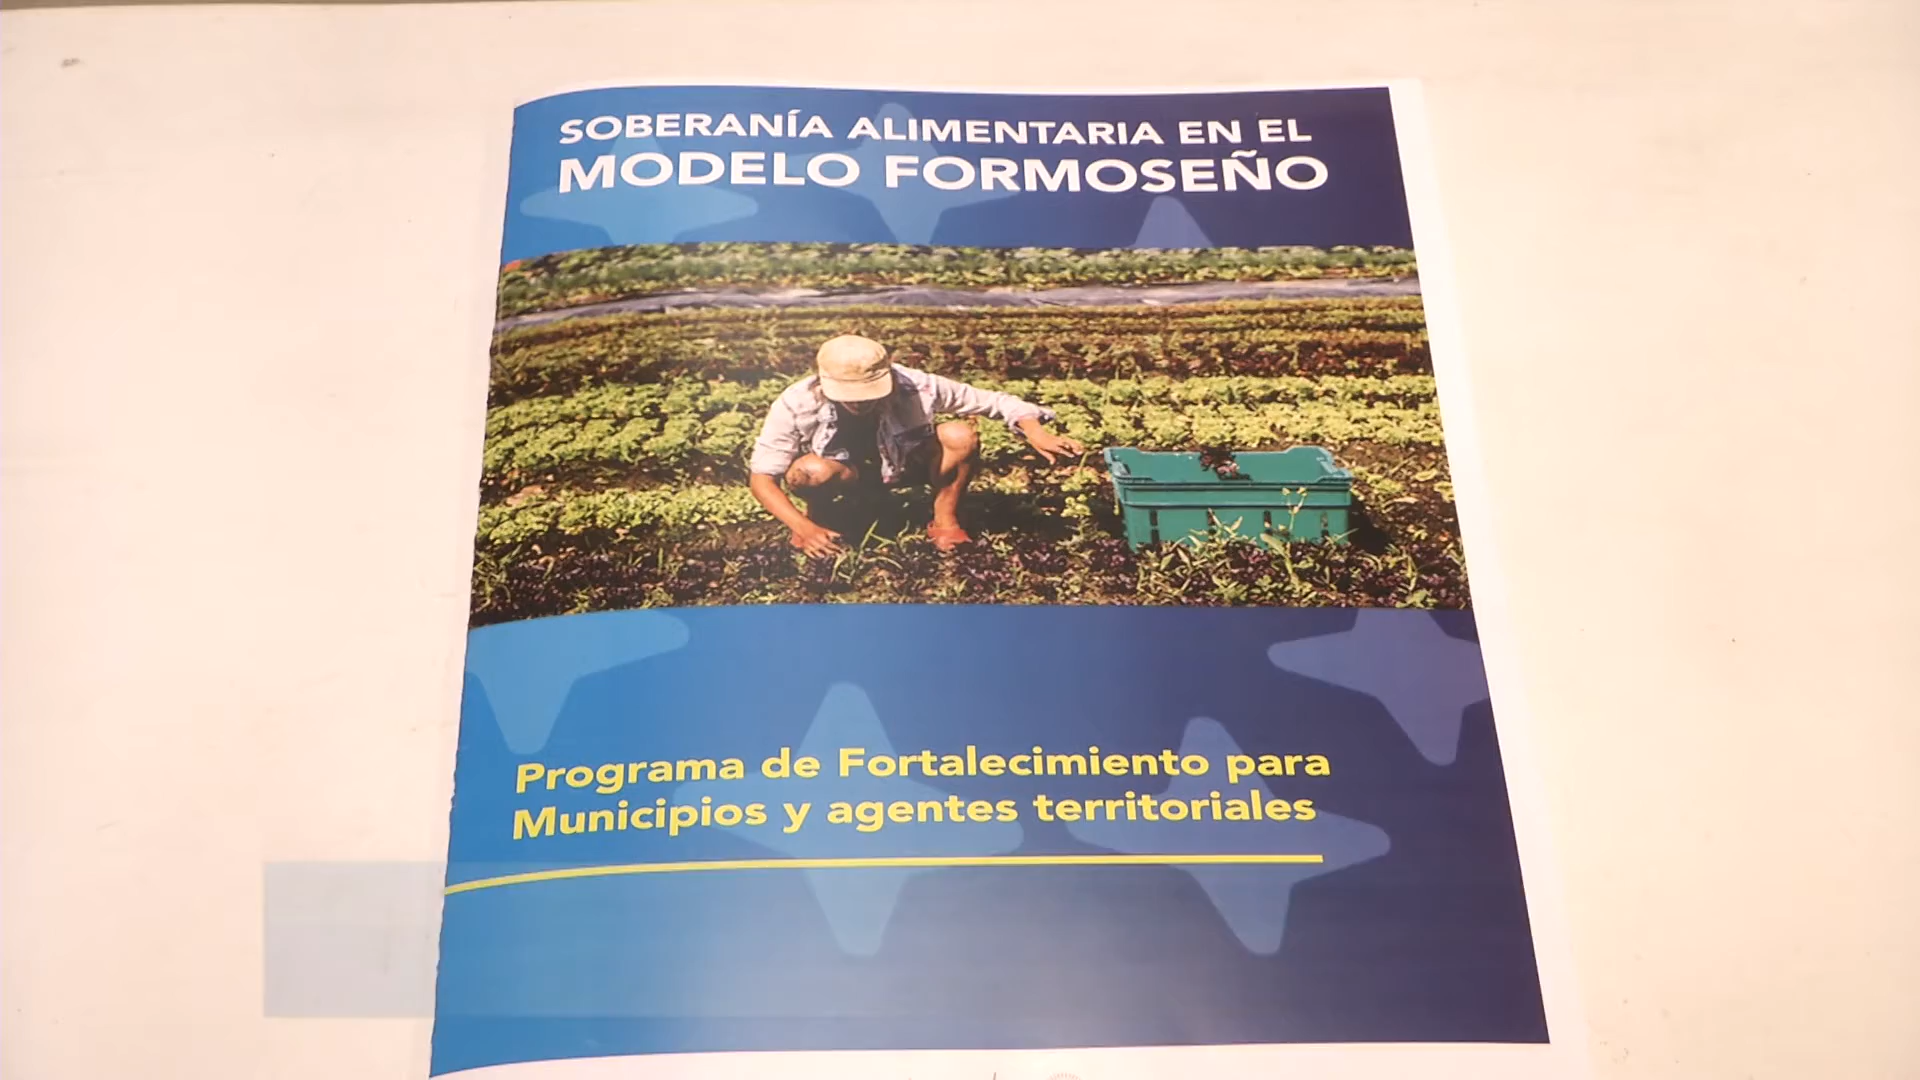 SOBERANÍA ALIMENTARIA EN EL
MODELO FORMOSEÑO
Programa de Fortalecimiento para
Municipios y agentes territoriales